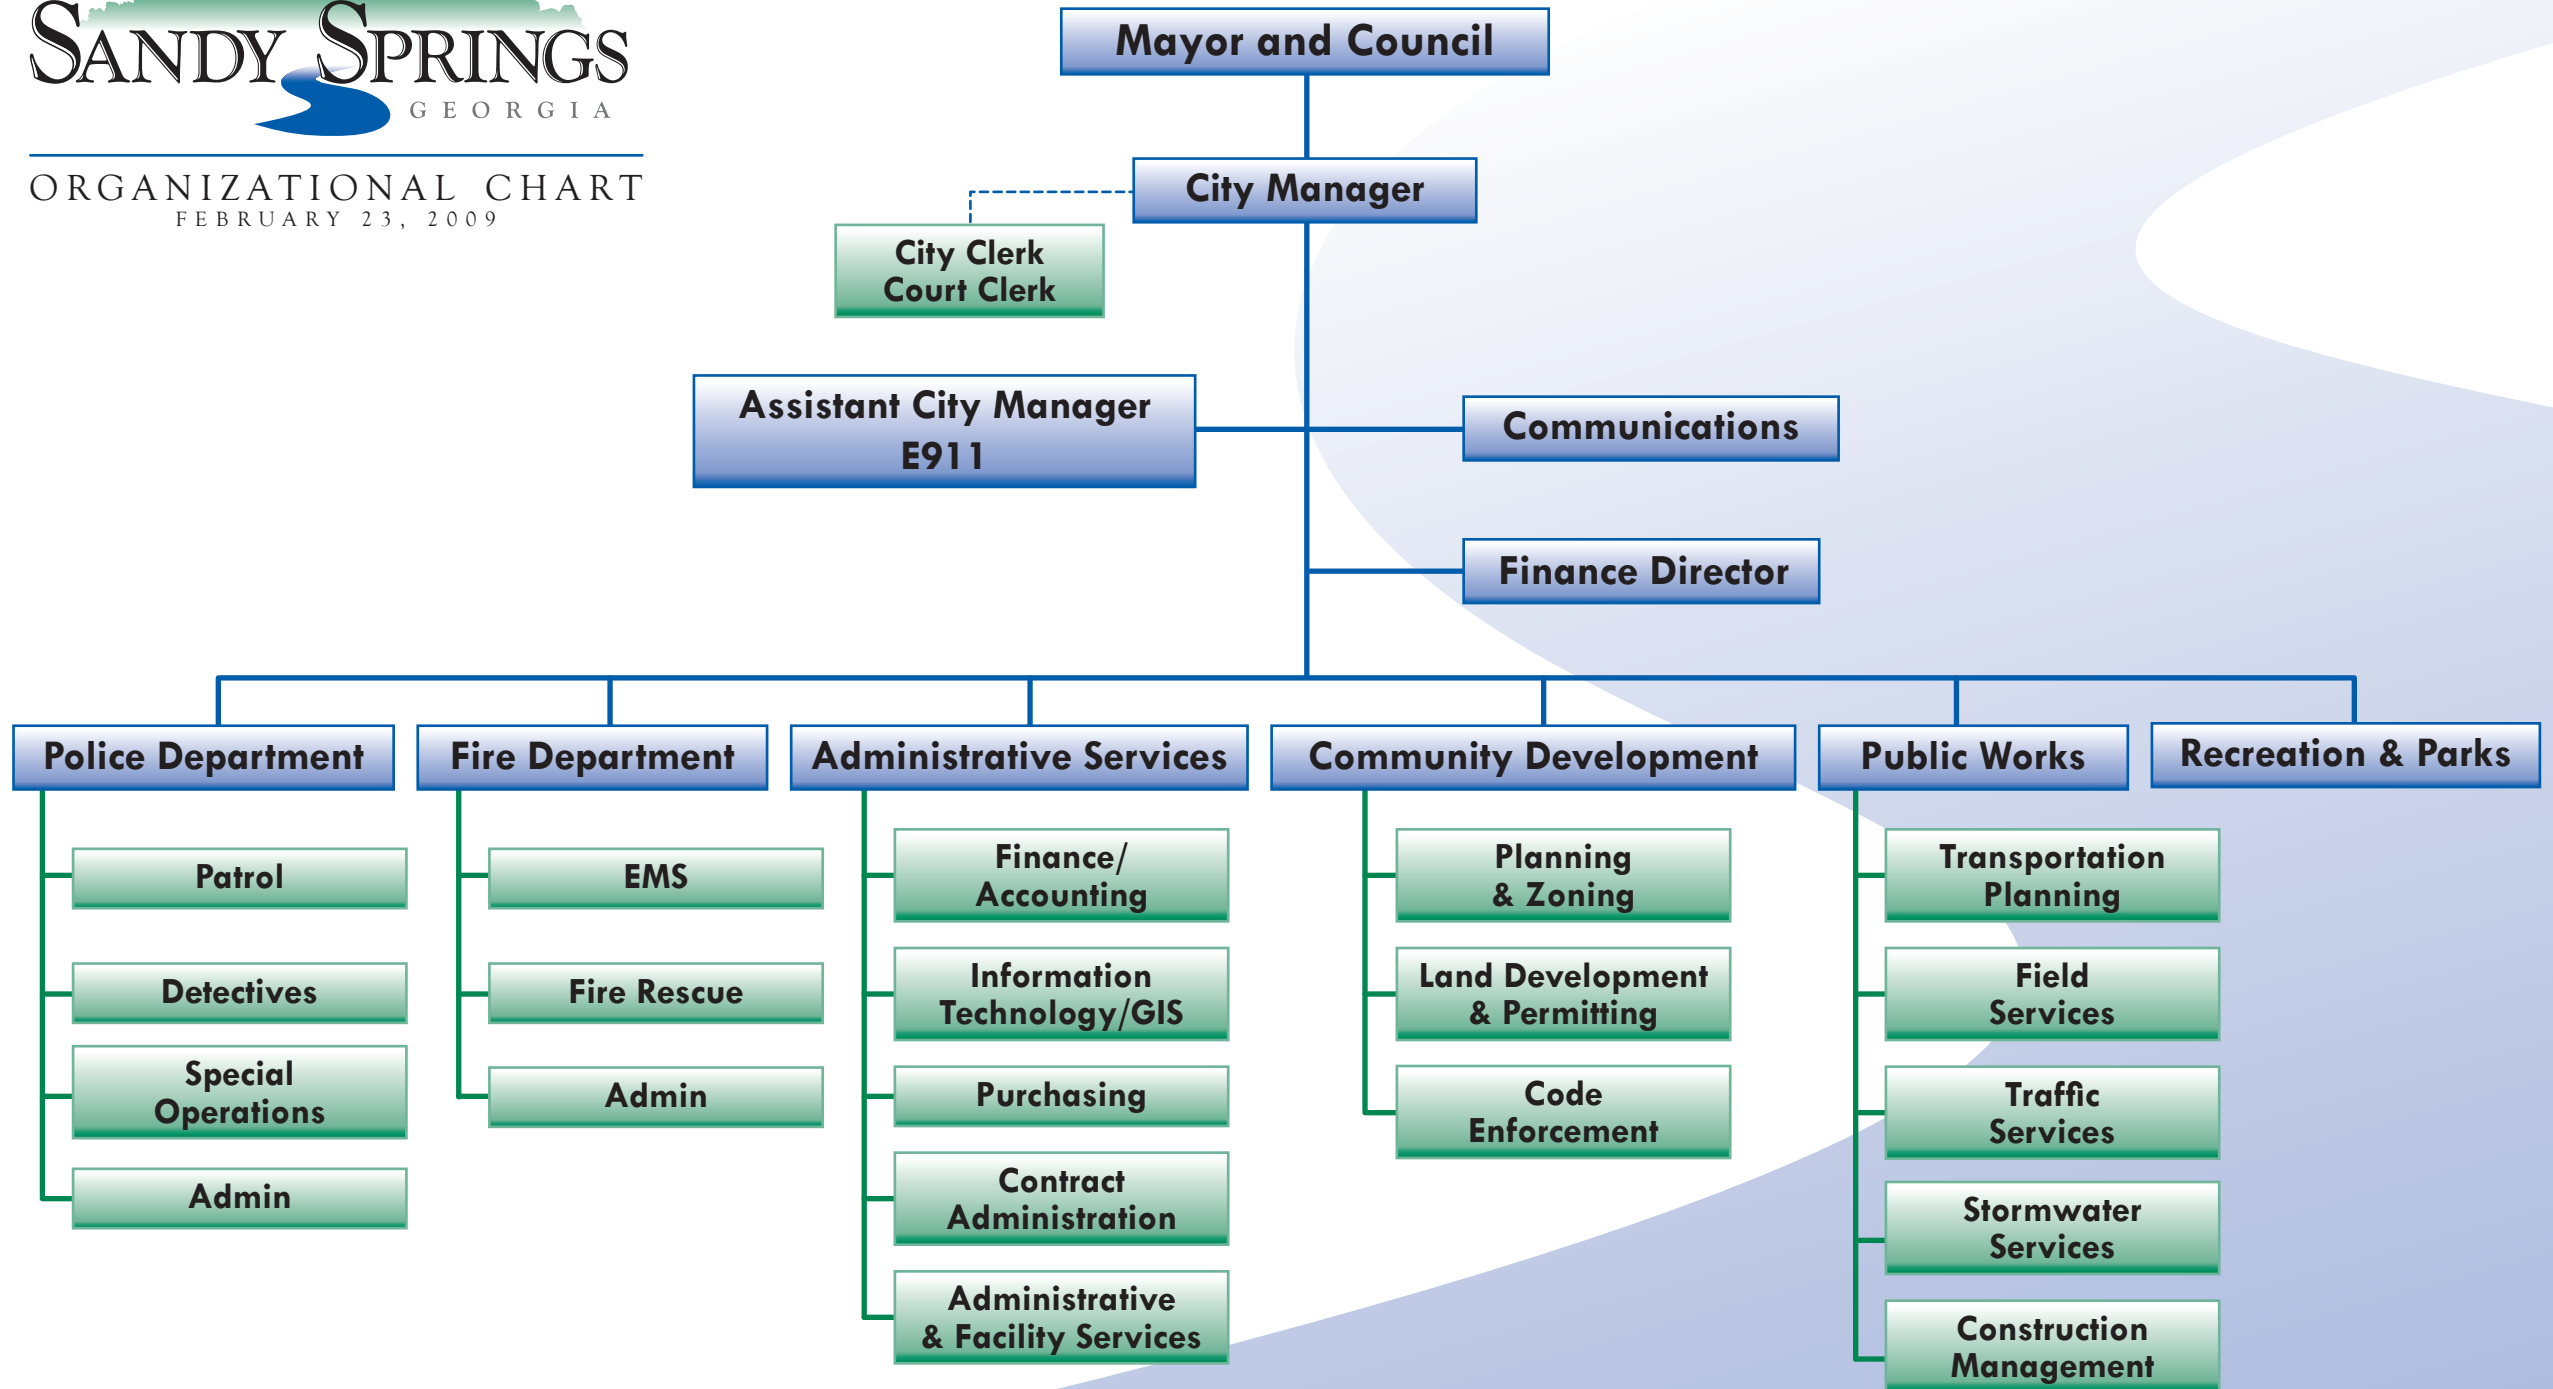 SANDY SPRINGS
GEORGIA
ORGANIZATIONAL CHART
FEBRUARY 23, 2009
Mayor and Council
City Manager
City Clerk
Court Clerk
Assistant City Manager
E911
Communications
Finance Director
Police Department
Patrol
Detectives
Special
Operations
Admin
Fire Department
EMS
Fire Rescue
Admin
Administrative Services
Finance/
Accounting
Information
Technology/GIS
Purchasing
Contract
Administration
Administrative
& Facility Services
Community Development
Planning
& Zoning
Land Development
& Permitting
Code
Enforcement
Public Works
Transportation
Planning
Field
Services
Traffic
Services
Stormwater
Services
Construction
Management
Recreation & Parks